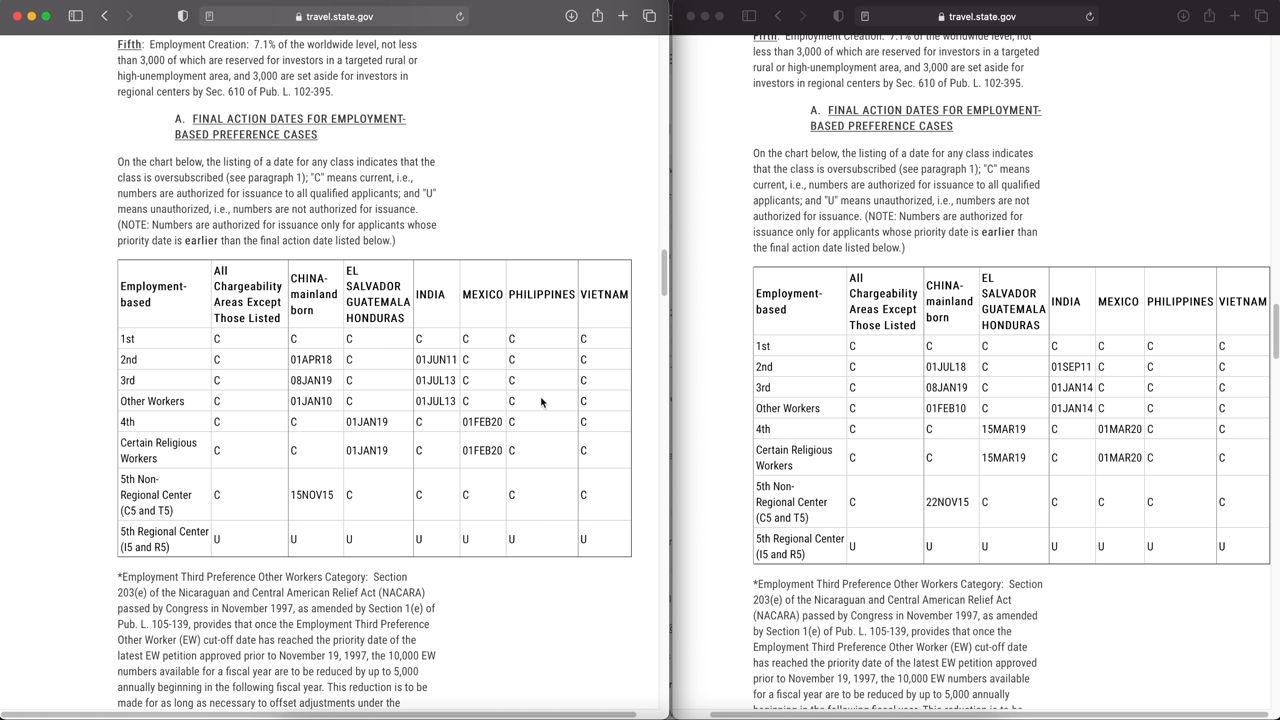 travel.state.gov
Fifth: Employment Creation: 7.1% of the worldwide level, not less
than 3,000 of which are reserved for investors in a targeted rural or
high-unemployment area, and 3,000 are set aside for investors in
regional centers by Sec. 610 of Pub. L. 102-395.
A. FINAL ACTION DATES FOR EMPLOYMENT-
BASED PREFERENCE CASES
On the chart below, the listing of a date for any class indicates that the
class is oversubscribed (see paragraph 1); "C" means current, i.e.,
numbers are authorized for issuance to all qualified applicants; and "U"
means unauthorized, i.e., numbers are not authorized for issuance.
(NOTE: Numbers are authorized for issuance only for applicants whose
priority date is earlier than the final action date listed below.)
Employment-
based
All
Chargeability
Areas Except
Those Listed
CHINA-
mainland
born
EL
SALVADOR
GUATEMALA
HONDURAS
INDIA
MEXICO
PHILIPPINES
VIETNAM
1st C C C C C C C
2nd C 01APR18 C 01JUN11 C C C
3rd C 08JAN19 C 01JUL13 C C C
Other Workers C 01JAN10 C 01JUL13 C C C
4th C C 01JAN19 C 01FEB20 C C
Certain Religious
Workers
C C 01JAN19 C 01FEB20 C C
5th Non-
Regional Center
(C5 and T5)
C 15NOV15 C C C C C
5th Regional Center
(I5 and R5)
U U U U U U U
*Employment Third Preference Other Workers Category: Section
203(e) of the Nicaraguan and Central American Relief Act (NACARA)
passed by Congress in November 1997, as amended by Section 1(e) of
Pub. L. 105-139, provides that once the Employment Third Preference
Other Worker (EW) cut-off date has reached the priority date of the
latest EW petition approved prior to November 19, 1997, the 10,000 EW
numbers available for a fiscal year are to be reduced by up to 5,000
annually beginning in the following fiscal year. This reduction is to be
made for as long as necessary to offset adjustments under the
travel.state.gov
Fifth: Employment Creation: 7.1% of the worldwide level, not
less than 3,000 of which are reserved for investors in a targeted
rural or high-unemployment area, and 3,000 are set aside for
investors in regional centers by Sec. 610 of Pub. L. 102-395.
A. FINAL ACTION DATES FOR EMPLOYMENT-
BASED PREFERENCE CASES
On the chart below, the listing of a date for any class indicates
that the class is oversubscribed (see paragraph 1); "C" means
current, i.e., numbers are authorized for issuance to all qualified
applicants; and "U" means unauthorized, i.e., numbers are not
authorized for issuance. (NOTE: Numbers are authorized for
issuance only for applicants whose priority date is earlier than
the final action date listed below.)
Employment-
based
All
Chargeability
Areas Except
Those Listed
CHINA-
mainland
born
EL
SALVADOR
GUATEMALA
HONDURAS
INDIA
MEXICO
PHILIPPINES
VIETNAM
1st C C C C C C C
2nd C 01JUL18 C 01SEP11 C C C
3rd C 08JAN19 C 01JAN14 C C C
Other Workers C 01FEB10 C 01JAN14 C C C
4th C C 15MAR19 C 01MAR20 C C
Certain Religious
Workers
C C 15MAR19 C 01MAR20 C C
5th Non-
Regional Center
(C5 and T5)
C 22NOV15 C C C C C
5th Regional Center
(I5 and R5)
U U U U U U U
*Employment Third Preference Other Workers Category: Section
203(e) of the Nicaraguan and Central American Relief Act
(NACARA) passed by Congress in November 1997, as amended
by Section 1(e) of Pub. L. 105-139, provides that once the
Employment Third Preference Other Worker (EW) cut-off date
has reached the priority date of the latest EW petition approved
prior to November 19, 1997, the 10,000 EW numbers available
for a fiscal year are to be reduced by up to 5,000 annually
beginning in the following fiscal year. This reduction is to be